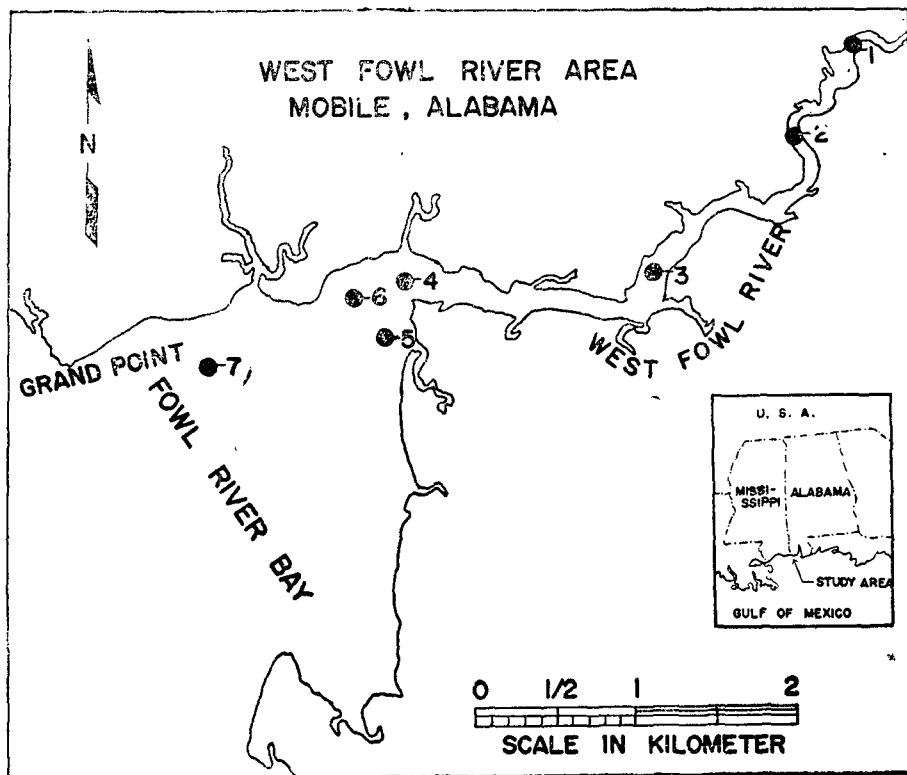 WEST FOWL RIVER AREA
MOBILE, ALABAMA
N
1
2
3
4
6
5
7
WEST FOWL RIVER
GRAND POINT
FOWL RIVER BAY
U. S. A.
MISSI-
SSIPPI
ALABAMA
STUDY AREA
GULF OF MEXICO
0 1/2 1 2
SCALE IN KILOMETER